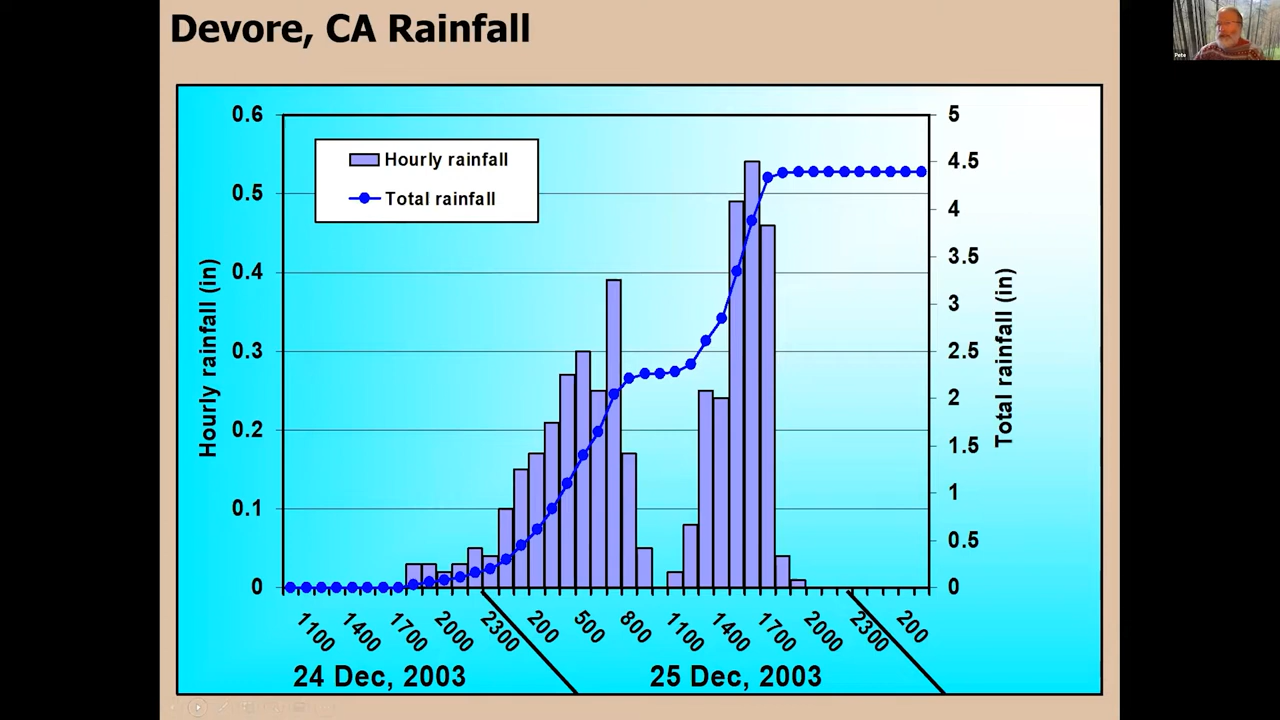 Devore, CA Rainfall
Pete
0.6
0.5
0.4
0.3
0.2
0.1
0
Hourly rainfall (in)
Hourly rainfall
Total rainfall
5
4.5
4
3.5
3
2.5
2
1.5
1
0.5
0
Total rainfall (in)
1100 1400 1700 2000 2300 200 500 800 1100 1400 1700 2000 2300 200
24 Dec, 2003 25 Dec, 2003